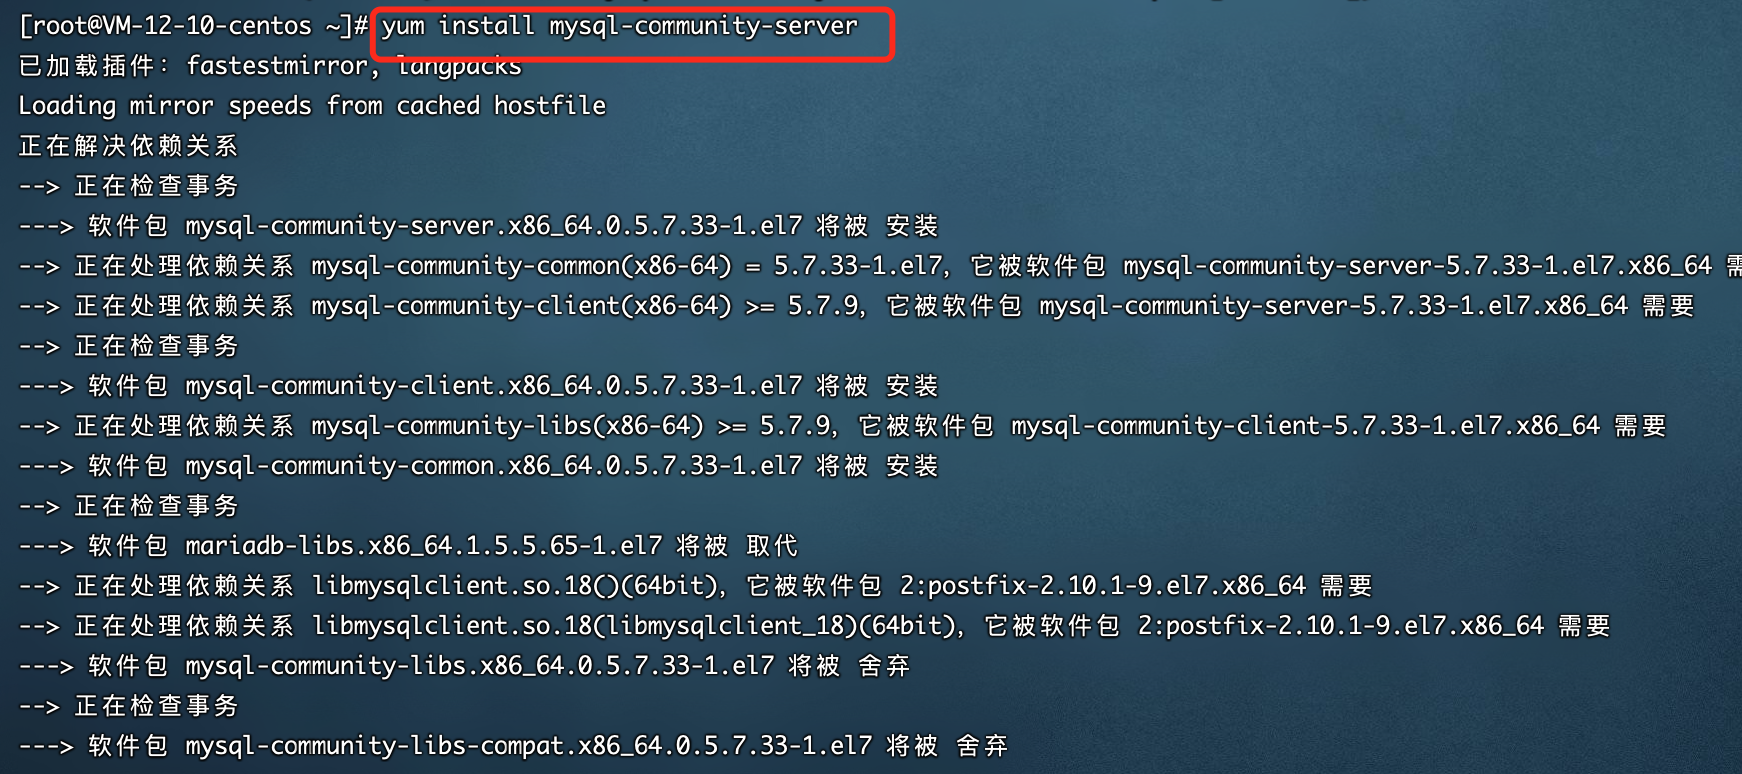 [root@VM-12-10-centos ~]# yum install mysql-community-server
已加载插件：fastestmirror, langpacks
Loading mirror speeds from cached hostfile
正在解决依赖关系
--> 正在检查事务
---> 软件包 mysql-community-server.x86_64.0.5.7.33-1.el7 将被 安装
--> 正在处理依赖关系 mysql-community-common(x86-64) = 5.7.33-1.el7，它被软件包 mysql-community-server-5.7.33-1.el7.x86_64 需
--> 正在处理依赖关系 mysql-community-client(x86-64) >= 5.7.9，它被软件包 mysql-community-server-5.7.33-1.el7.x86_64 需要
--> 正在检查事务
---> 软件包 mysql-community-client.x86_64.0.5.7.33-1.el7 将被 安装
--> 正在处理依赖关系 mysql-community-libs(x86-64) >= 5.7.9，它被软件包 mysql-community-client-5.7.33-1.el7.x86_64 需要
---> 软件包 mysql-community-common.x86_64.0.5.7.33-1.el7 将被 安装
--> 正在检查事务
---> 软件包 mariadb-libs.x86_64.1.5.5.65-1.el7 将被 取代
--> 正在处理依赖关系 libmysqlclient.so.18()(64bit)，它被软件包 2:postfix-2.10.1-9.el7.x86_64 需要
--> 正在处理依赖关系 libmysqlclient.so.18(libmysqlclient_18)(64bit)，它被软件包 2:postfix-2.10.1-9.el7.x86_64 需要
---> 软件包 mysql-community-libs.x86_64.0.5.7.33-1.el7 将被 舍弃
--> 正在检查事务
---> 软件包 mysql-community-libs-compat.x86_64.0.5.7.33-1.el7 将被 舍弃